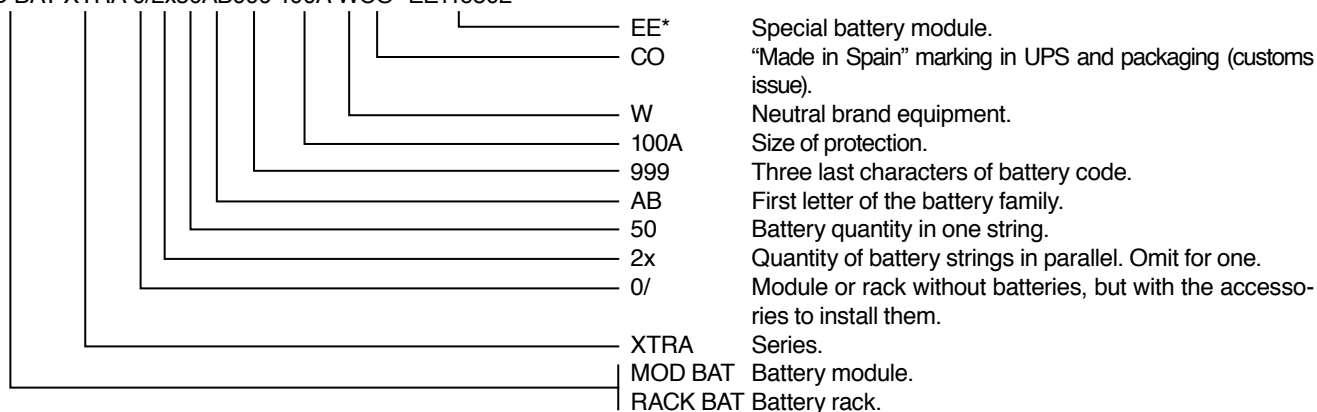 EE* Special battery module.
CO “Made in Spain” marking in UPS and packaging (customs
issue).
W Neutral brand equipment.
100A Size of protection.
999 Three last characters of battery code.
AB First letter of the battery family.
50 Battery quantity in one string.
2x Quantity of battery strings in parallel. Omit for one.
0/ Module or rack without batteries, but with the accesso-
ries to install them.
XTRA Series.
MOD BAT Battery module.
RACK BAT Battery rack.